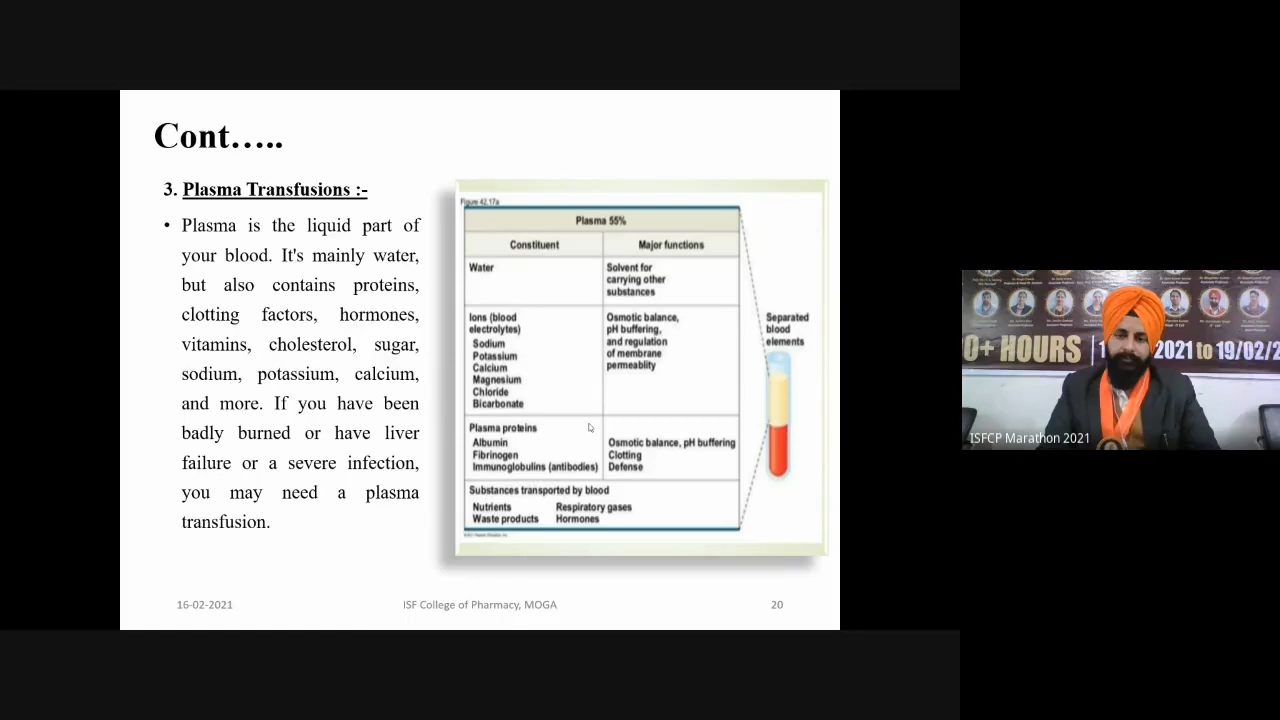 Cont.....
3. Plasma Transfusions :-
• Plasma is the liquid part of
your blood. It's mainly water,
but also contains proteins,
clotting factors, hormones,
vitamins, cholesterol, sugar,
sodium, potassium, calcium,
and more. If you have been
badly burned or have liver
failure or a severe infection,
you may need a plasma
transfusion.
Figure 42.17a
Plasma 55%
Constituent Major functions
Water
Solvent for
carrying other
substances
Ions (blood
electrolytes)
Sodium
Potassium
Calcium
Magnesium
Chloride
Bicarbonate
Osmotic balance,
pH buffering,
and regulation
of membrane
permeablity
Plasma proteins
Albumin
Fibrinogen
Immunoglobulins (antibodies)
Osmotic balance, pH buffering
Clotting
Defense
Substances transported by blood
Nutrients Respiratory gases
Waste products Hormones
Separated
blood
elements
16-02-2021 ISF College of Pharmacy, MOGA 20
0+ HOURS 2021 to 19/02/2
ISFCP Marathon 2021